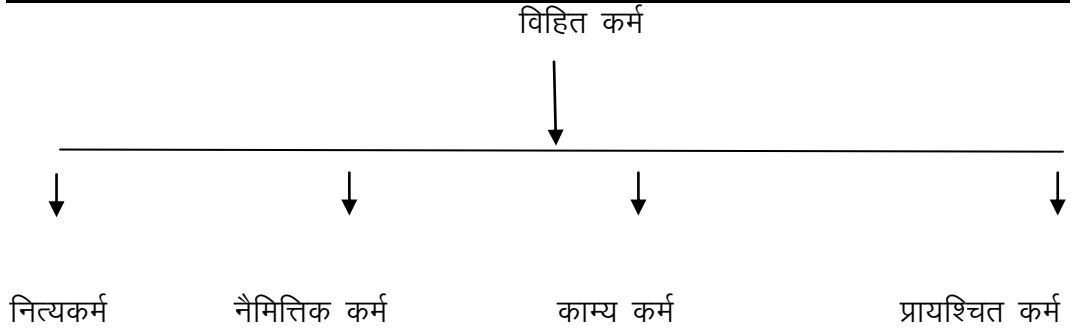 विहित कर्म
नित्यकर्म नैमित्तिक कर्म काम्य कर्म प्रायश्चित कर्म